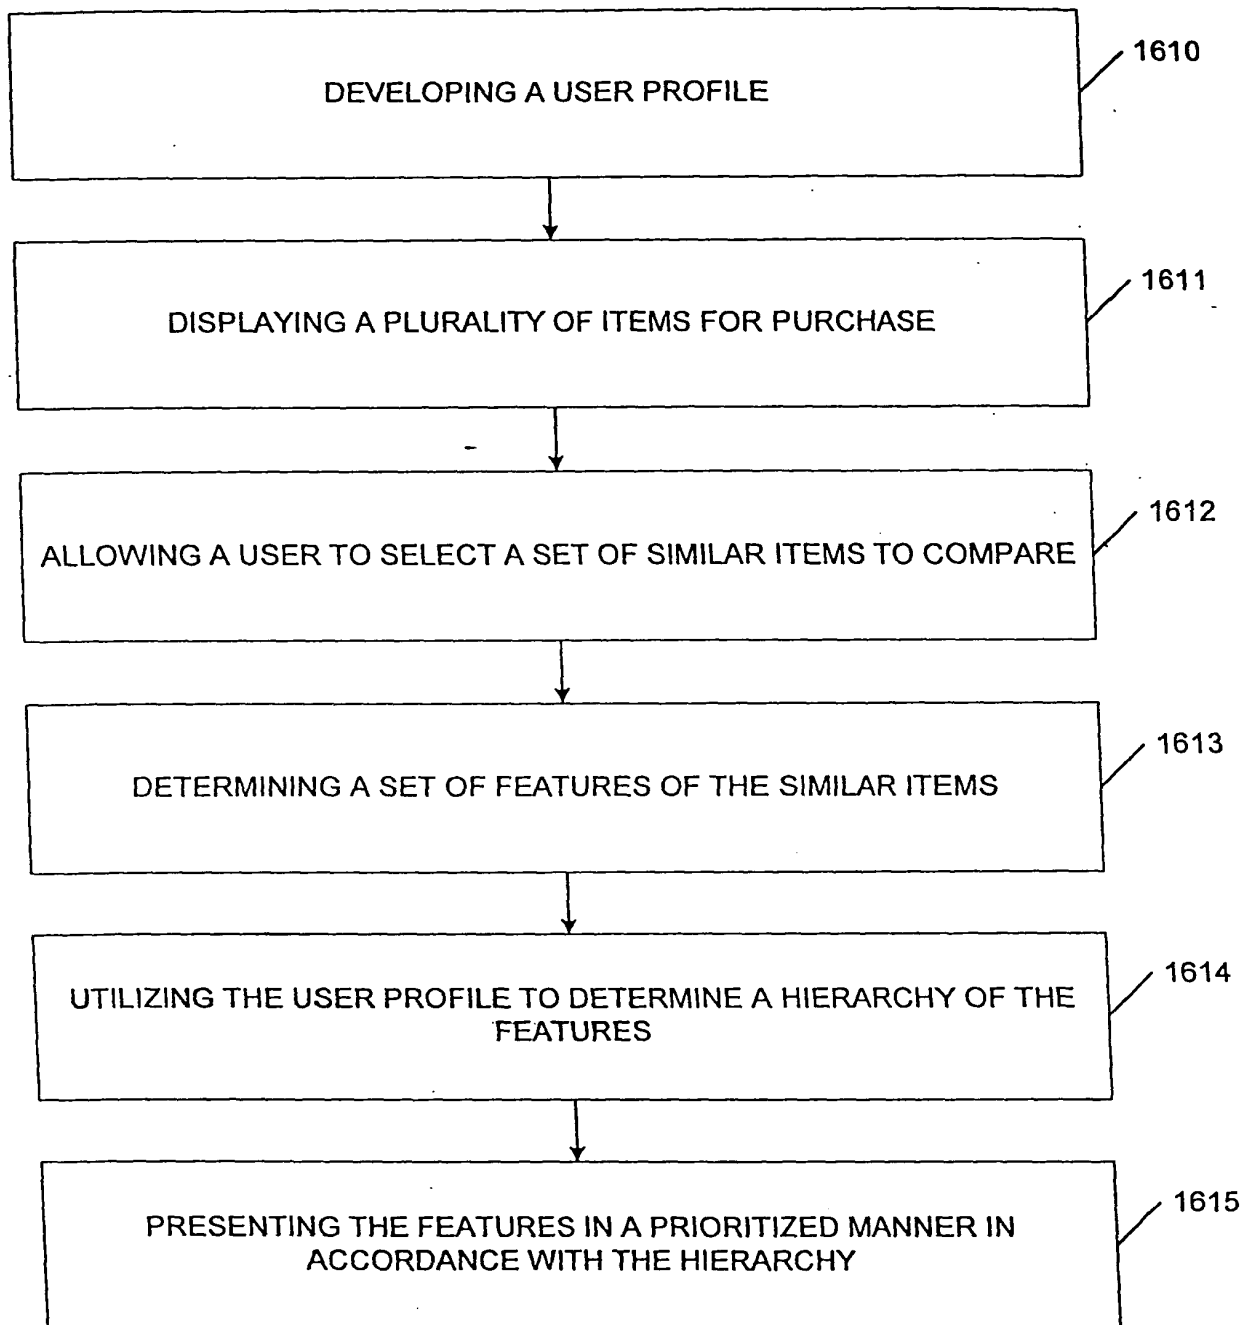 DEVELOPING A USER PROFILE
1610
DISPLAYING A PLURALITY OF ITEMS FOR PURCHASE
1611
ALLOWING A USER TO SELECT A SET OF SIMILAR ITEMS TO COMPARE
1612
DETERMINING A SET OF FEATURES OF THE SIMILAR ITEMS
1613
UTILIZING THE USER PROFILE TO DETERMINE A HIERARCHY OF THE
FEATURES
1614
PRESENTING THE FEATURES IN A PRIORITIZED MANNER IN
ACCORDANCE WITH THE HIERARCHY
1615